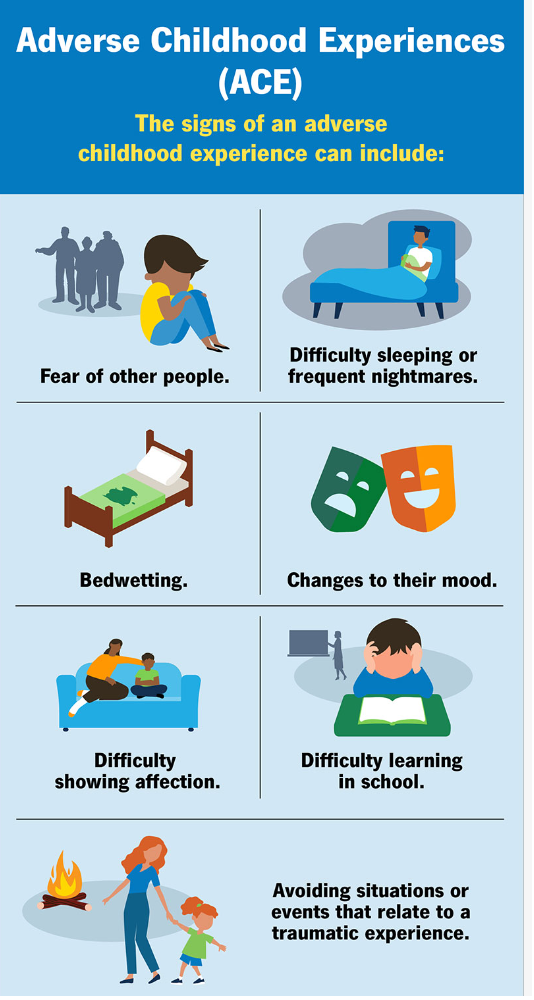 Adverse Childhood Experiences
(ACE)
The signs of an adverse
childhood experience can include:
Fear of other people.
Difficulty sleeping or
frequent nightmares.
Bedwetting.
Changes to their mood.
Difficulty
showing affection.
Difficulty learning
in school.
Avoiding situations or
events that relate to a
traumatic experience.